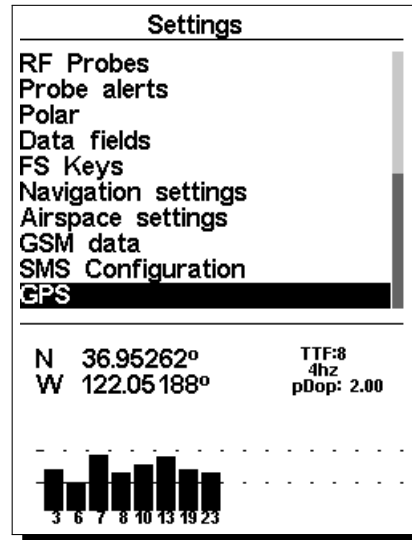 Settings
RF Probes
Probe alerts
Polar
Data fields
FS Keys
Navigation settings
Airspace settings
GSM data
SMS Configuration
GPS
N 36.95262º
W 122.05188º
TTF:8
4hz
pDop: 2.00
3 6 7 8 10 13 19 23